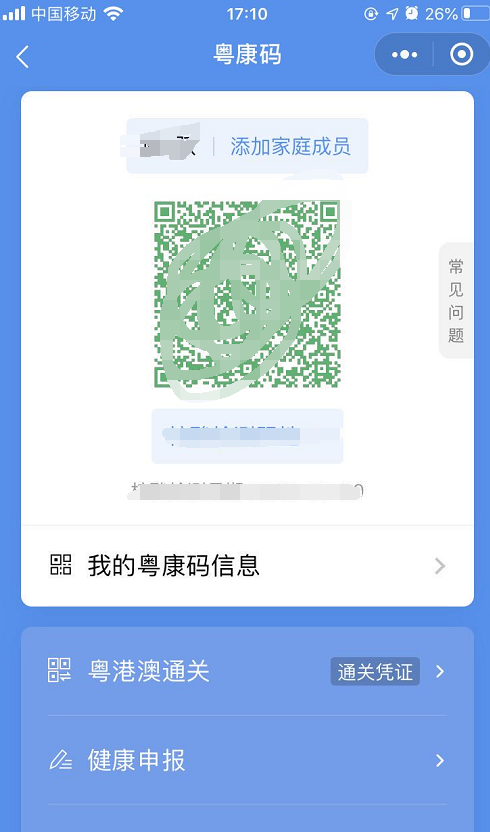 中国移动 17:10 26%
粤康码
添加家庭成员
常见问题
我的粤康码信息
粤港澳通关 通关凭证
健康申报